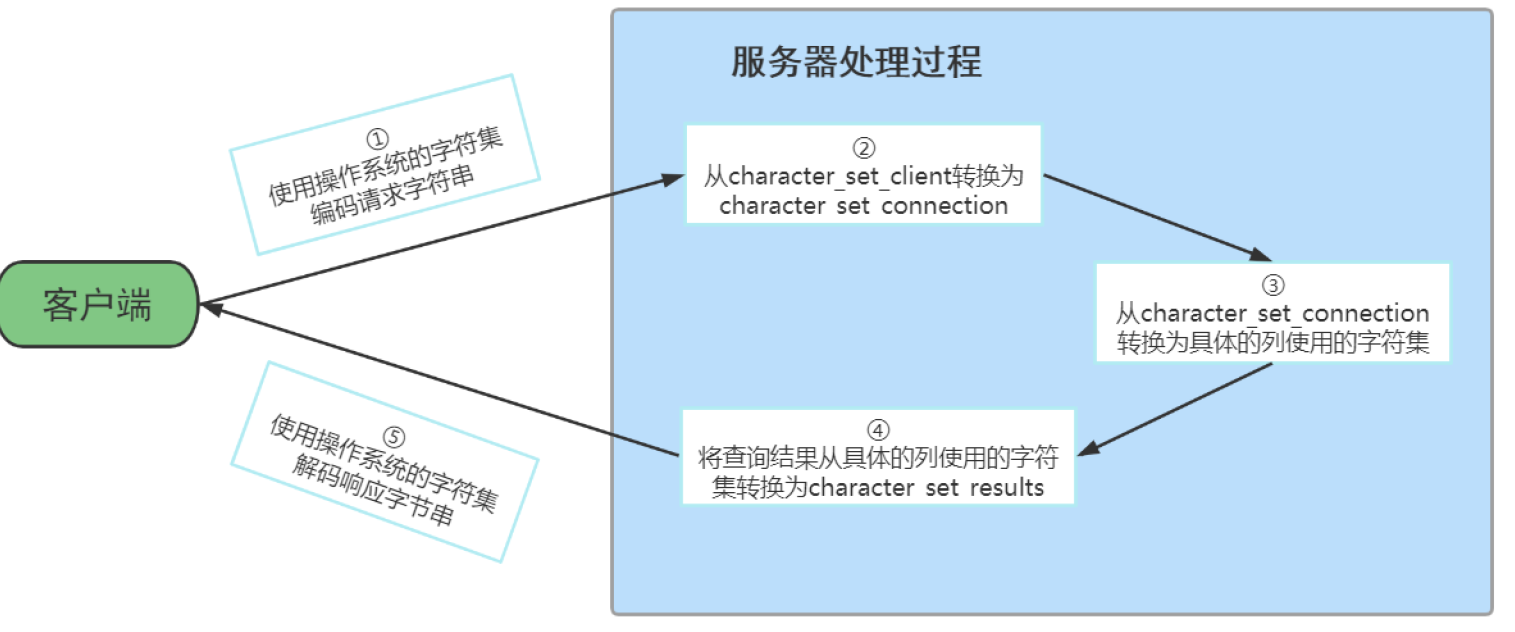 服务器处理过程
①
使用操作系统的字符集
编码请求字符串
②
从character_set_client转换为
character_set_connection
客户端
③
从character_set_connection
转换为具体的列使用的字符集
④
将查询结果从具体的列使用的字符
集转换为character_set_results
⑤
使用操作系统的字符集
解码响应字节串